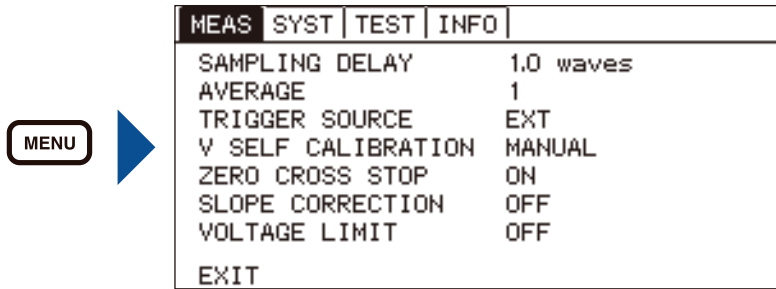 MENU
MEAS SYST TEST INFO
SAMPLING DELAY 1.0 waves
AVERAGE 1
TRIGGER SOURCE EXT
V SELF CALIBRATION MANUAL
ZERO CROSS STOP ON
SLOPE CORRECTION OFF
VOLTAGE LIMIT OFF
EXIT